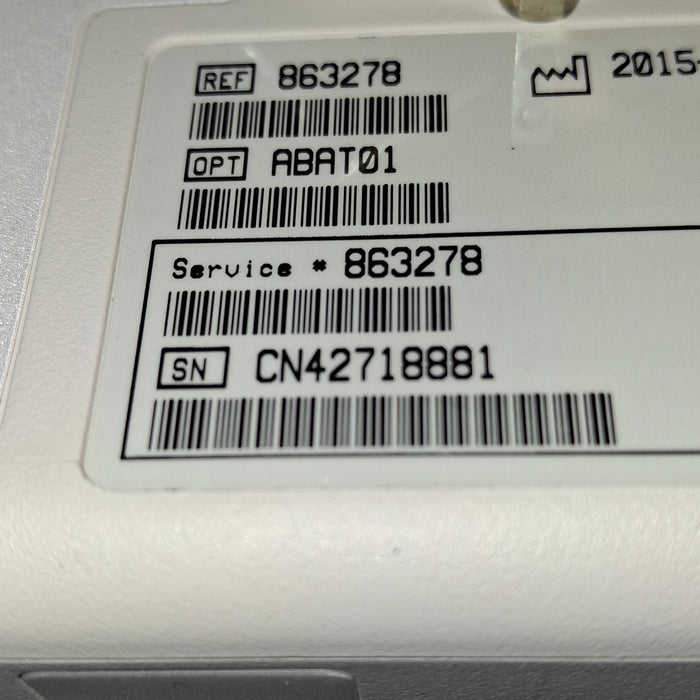 REF 863278
2015-
OPT ABAT01
Service # 863278
SN CN42718881